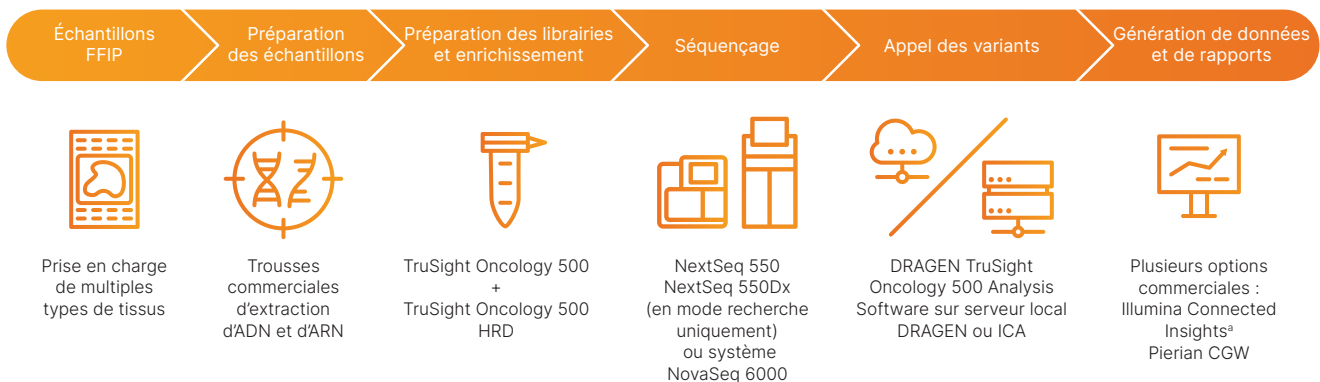 Échantillons
FFIP
Préparation
des échantillons
Préparation des librairies
et enrichissement
Séquençage
Appel des variants
Génération de données
et de rapports
Prise en charge
de multiples
types de tissus
Trousses
commerciales
d’extraction
d’ADN et d’ARN
TruSight Oncology 500
+
TruSight Oncology 500
HRD
NextSeq 550
NextSeq 550Dx
(en mode recherche
uniquement)
ou système
NovaSeq 6000
DRAGEN TruSight
Oncology 500 Analysis
Software sur serveur local
DRAGEN ou ICA
Plusieurs options
commerciales :
Illumina Connected
Insightsᵃ
Pierian CGW